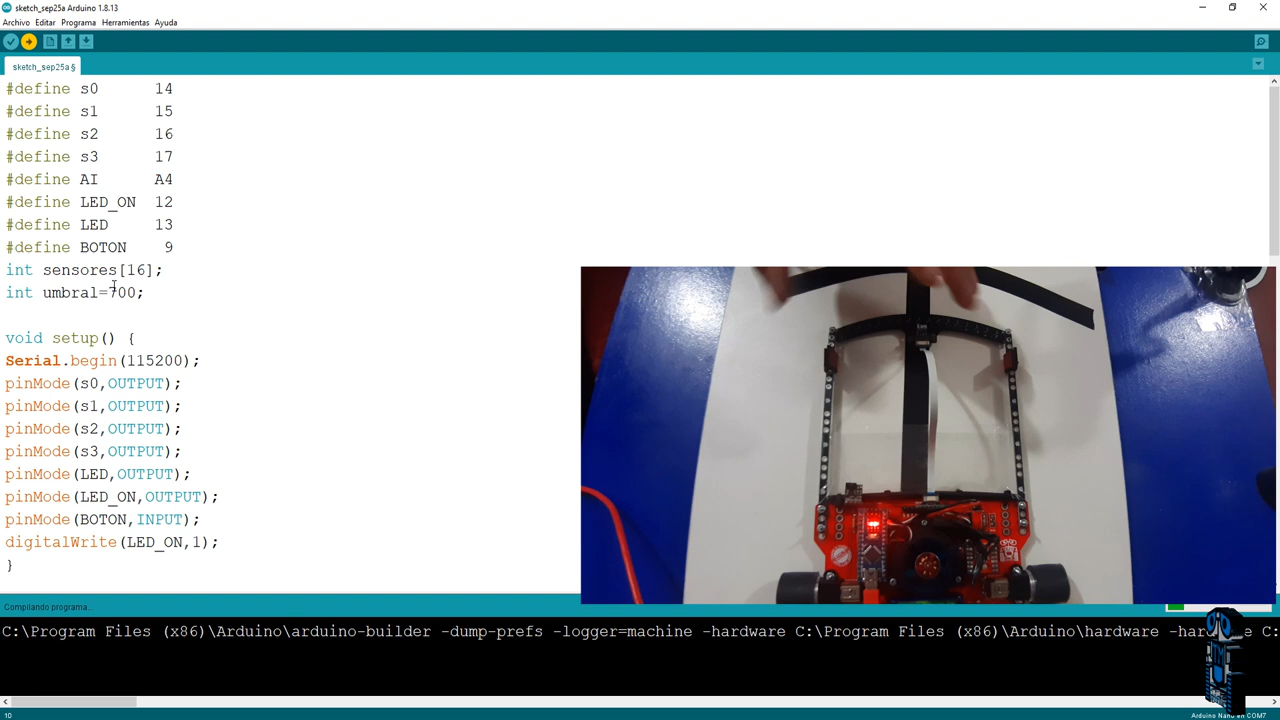 sketch_sep25a Arduino 1.8.13
Archivo Editar Programa Herramientas Ayuda
sketch_sep25a §
#define s0 14
#define s1 15
#define s2 16
#define s3 17
#define AI A4
#define LED_ON 12
#define LED 13
#define BOTON 9
int sensores[16];
int umbral=700;
void setup() {
Serial.begin(115200);
pinMode(s0,OUTPUT);
pinMode(s1,OUTPUT);
pinMode(s2,OUTPUT);
pinMode(s3,OUTPUT);
pinMode(LED,OUTPUT);
pinMode(LED_ON,OUTPUT);
pinMode(BOTON,INPUT);
digitalWrite(LED_ON,1);
}
Compilando programa...
C:\Program Files (x86)\Arduino\arduino-builder -dump-prefs -logger=machine -hardware C:\Program Files (x86)\Arduino\hardware C:
10
Arduino Nano en COM7